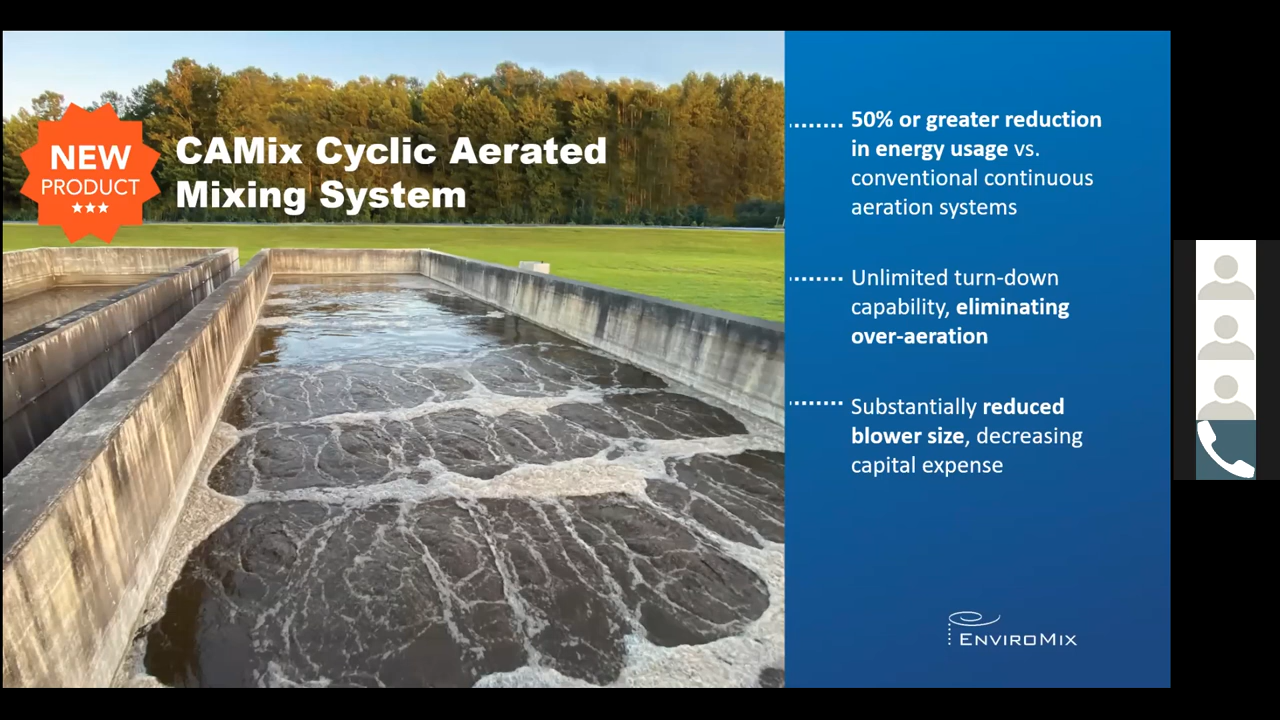 NEW
PRODUCT
CAMix Cyclic Aerated
Mixing System
50% or greater reduction
in energy usage vs.
conventional continuous
aeration systems
Unlimited turn-down
capability, eliminating
over-aeration
Substantially reduced
blower size, decreasing
capital expense
ENVIROMIX